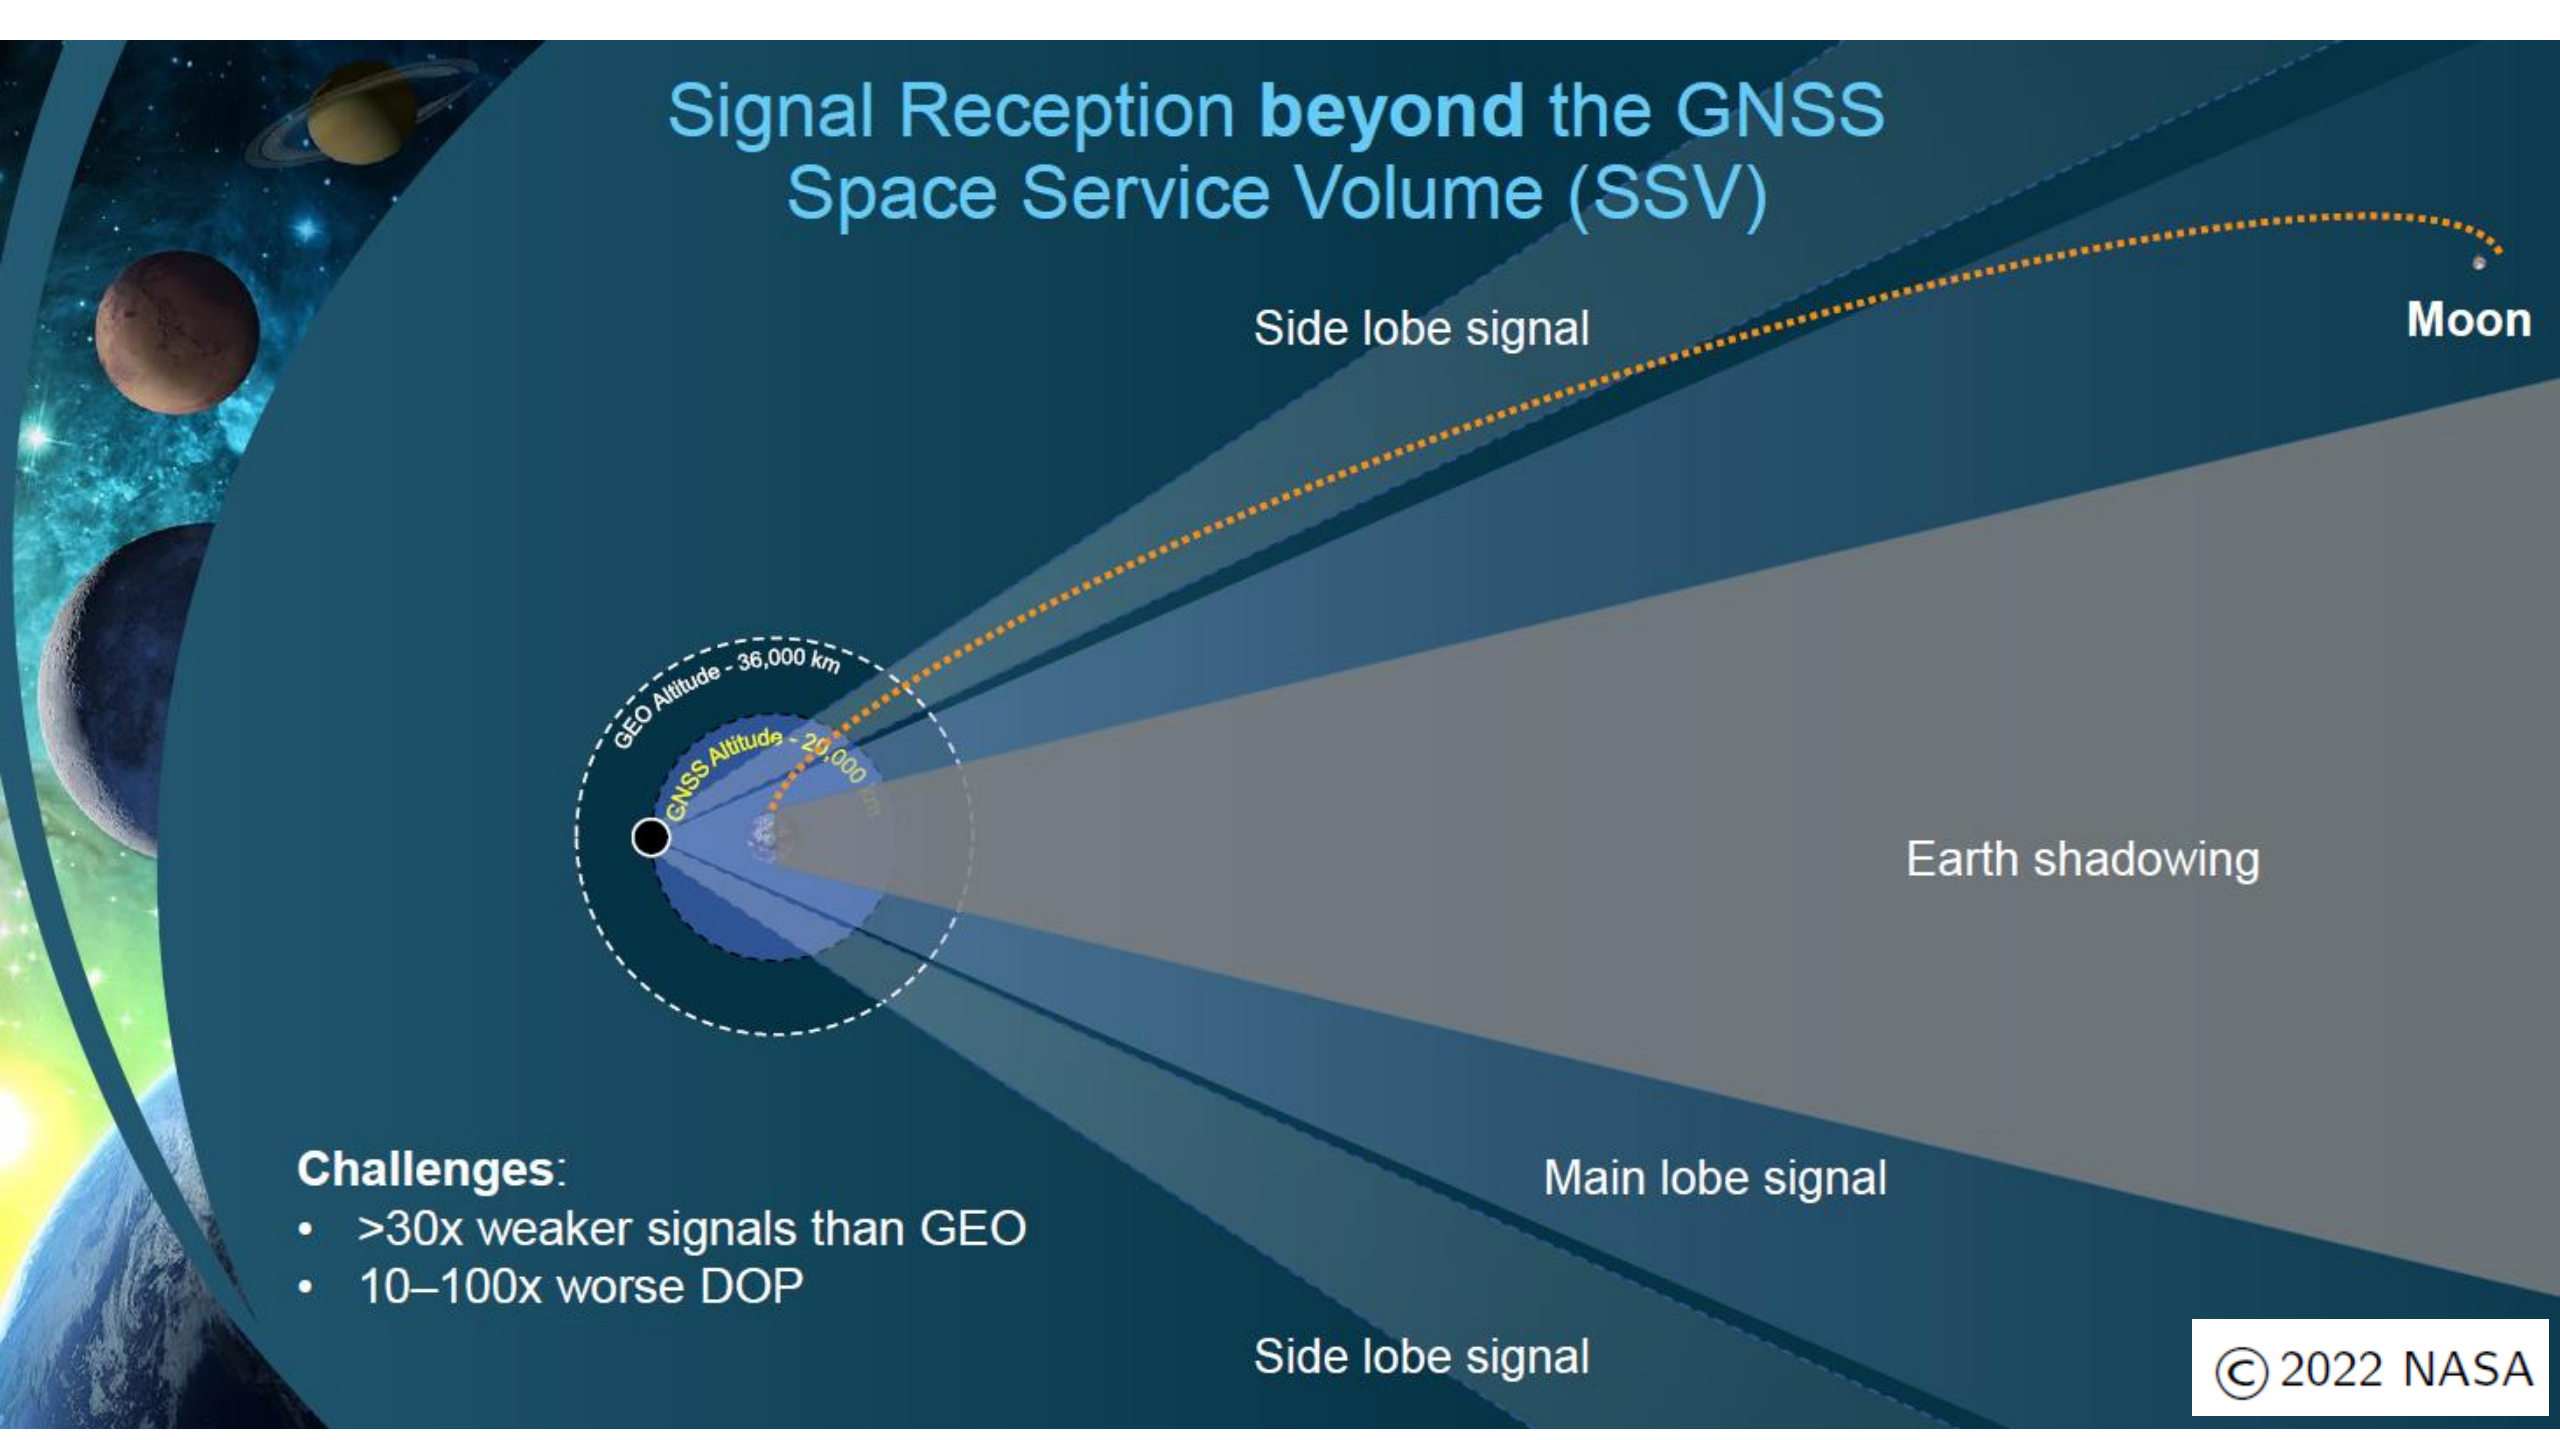 Signal Reception beyond the GNSS
Space Service Volume (SSV)
Side lobe signal
Moon
GEO Altitude - 36,000 km
GNSS Altitude - 20,000 km
Earth shadowing
Challenges:
• >30x weaker signals than GEO
• 10–100x worse DOP
Main lobe signal
Side lobe signal
© 2022 NASA